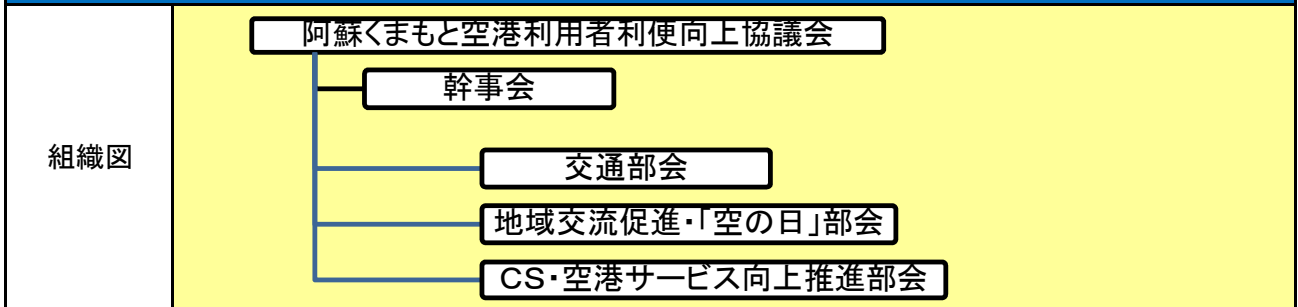 組織図
阿蘇くまもと空港利用者利便向上協議会
幹事会
交通部会
地域交流促進・「空の日」部会
CS・空港サービス向上推進部会